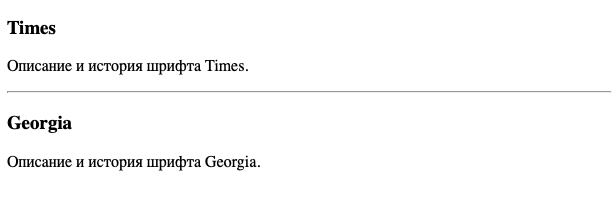 Times
Описание и история шрифта Times.
Georgia
Описание и история шрифта Georgia.